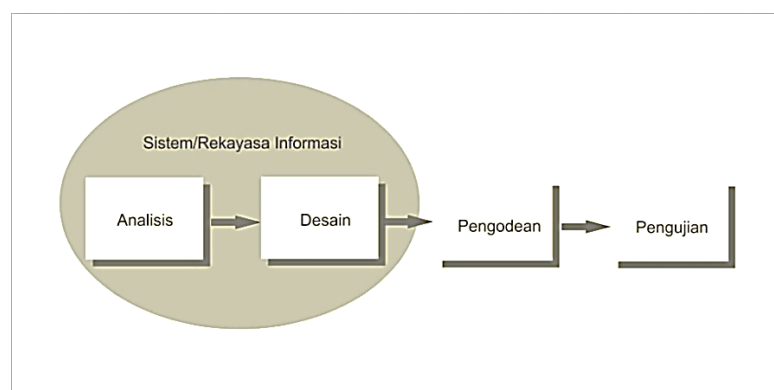 Sistem/Rekayasa Informasi
Analisis
Desain
Pengodean
Pengujian